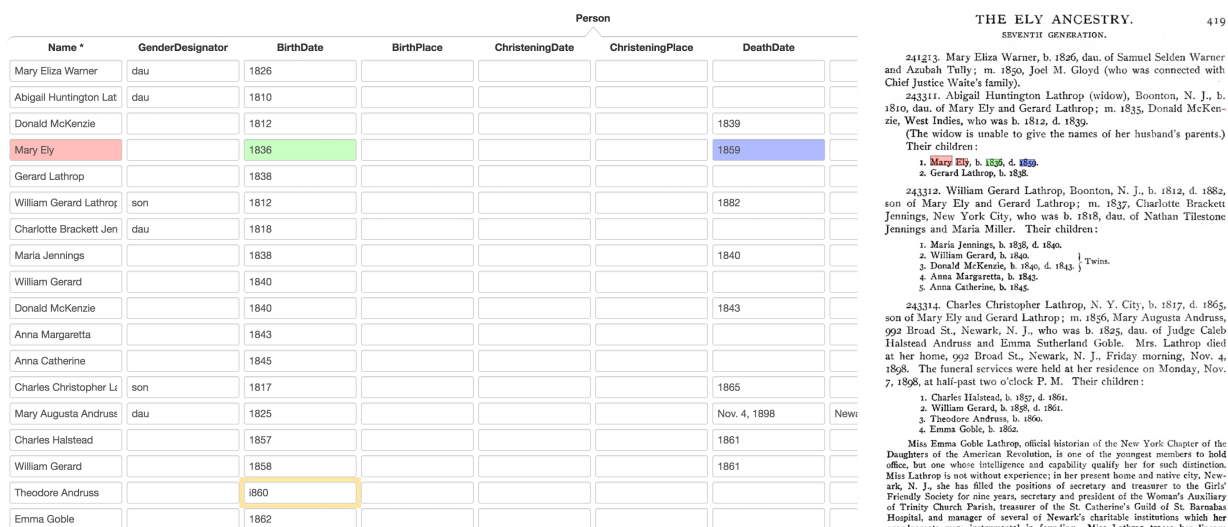 Person
Name * GenderDesignator BirthDate BirthPlace ChristeningDate ChristeningPlace DeathDate
Mary Eliza Warner dau 1826
Abigail Huntington Lat dau 1810
Donald McKenzie 1812 1839
Mary Ely 1836 1859
Gerard Lathrop 1838
William Gerard Lathrop son 1812 1882
Charlotte Brackett Jen dau 1818
Maria Jennings 1838 1840
William Gerard 1840
Donald McKenzie 1840 1843
Anna Margaretta 1843
Anna Catherine 1845
Charles Christopher La son 1817 1865
Mary Augusta Andruss dau 1825 Nov. 4, 1898 Newa
Charles Halstead 1857 1861
William Gerard 1858 1861
Theodore Andruss i860
Emma Goble 1862
THE ELY ANCESTRY. 419
SEVENTH GENERATION.
241213. Mary Eliza Warner, b. 1826, dau. of Samuel Selden Warner
and Azubah Tully; m. 1850, Joel M. Gloyd (who was connected with
Chief Justice Waite's family).
243311. Abigail Huntington Lathrop (widow), Boonton, N. J., b.
1810, dau. of Mary Ely and Gerard Lathrop; m. 1835, Donald McKen-
zie, West Indies, who was b. 1812, d. 1839.
(The widow is unable to give the names of her husband's parents.)
Their children:
1. Mary Ely, b. 1836, d. 1859.
2. Gerard Lathrop, b. 1838.
243312. William Gerard Lathrop, Boonton, N. J., b. 1812, d. 1882,
son of Mary Ely and Gerard Lathrop; m. 1837, Charlotte Brackett
Jennings, New York City, who was b. 1818, dau. of Nathan Tilestone
Jennings and Maria Miller. Their children:
1. Maria Jennings, b. 1838, d. 1840.
2. William Gerard, b. 1840.
3. Donald McKenzie, b. 1840, d. 1843. } Twins.
4. Anna Margaretta, b. 1843.
5. Anna Catherine, b. 1845.
243314. Charles Christopher Lathrop, N. Y. City, b. 1817, d. 1865,
son of Mary Ely and Gerard Lathrop; m. 1856, Mary Augusta Andruss,
992 Broad St., Newark, N. J., who was b. 1825, dau. of Judge Caleb
Halstead Andruss and Emma Sutherland Goble. Mrs. Lathrop died
at her home, 992 Broad St., Newark, N. J., Friday morning, Nov. 4,
1898. The funeral services were held at her residence on Monday, Nov.
7, 1898, at half-past two o'clock P. M. Their children:
1. Charles Halstead, b. 1857, d. 1861.
2. William Gerard, b. 1858, d. 1861.
3. Theodore Andruss, b. 1860.
4. Emma Goble, b. 1862.
Miss Emma Goble Lathrop, official historian of the New York Chapter of the
Daughters of the American Revolution, is one of the youngest members to hold
office, but one whose intelligence and capability qualify her for such distinction.
Miss Lathrop is not without experience; in her present home and native city, New-
ark, N. J., she has filled the positions of secretary and treasurer to the Girls'
Friendly Society for nine years, secretary and president of the Woman's Auxiliary
of Trinity Church Parish, treasurer of the St. Catherine's Guild of St. Barnabas
Hospital, and manager of several of Newark's charitable institutions which her